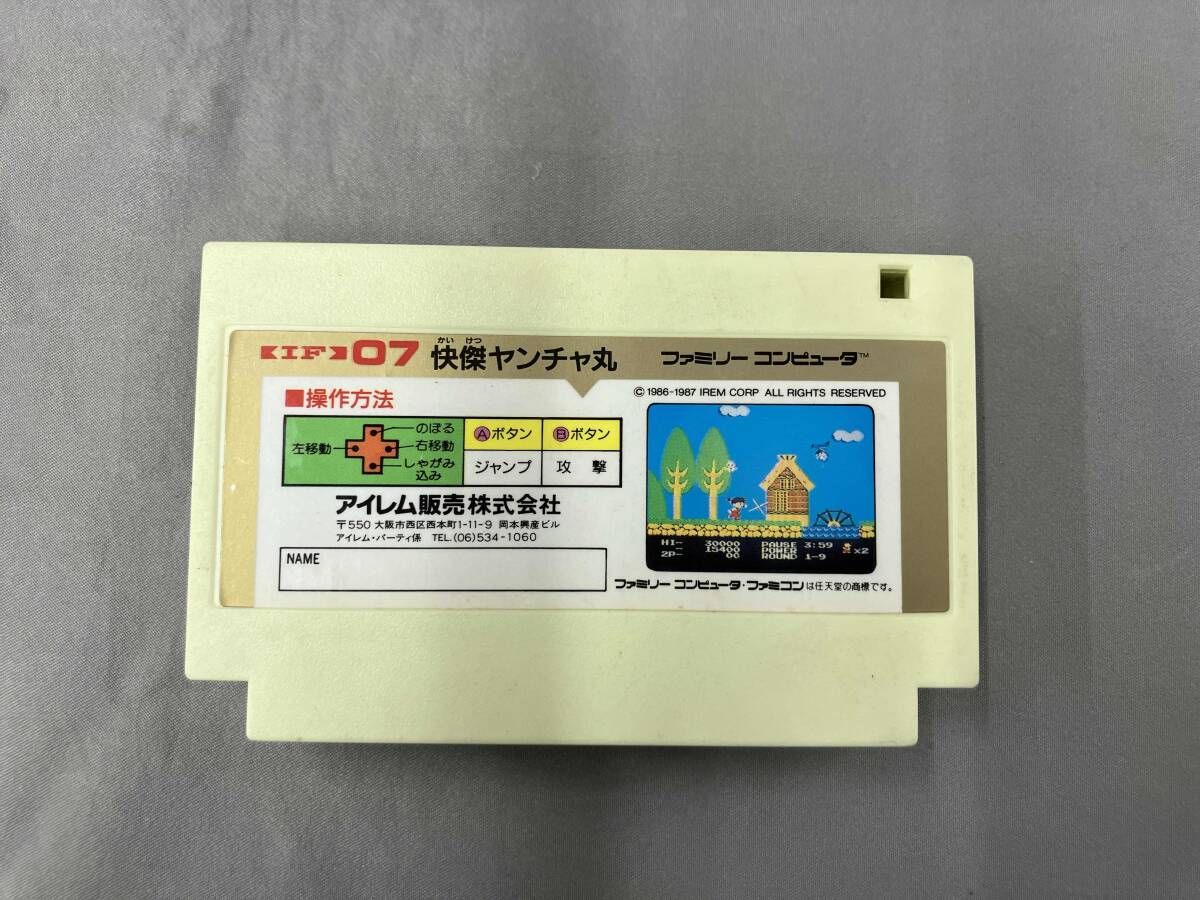 IF 07 快傑ヤンチャ丸 ファミリー コンピュータ™
かい けつ
© 1986-1987 IREM CORP ALL RIGHTS RESERVED
■操作方法
のぼる
左移動
右移動
しゃがみ
込み
Aボタン Bボタン
ジャンプ 攻撃
アイレム販売株式会社
〒550 大阪市西区西本町1-11-9 岡本興産ビル
アイレム・パーティ係 TEL.(06)534-1060
NAME
HI- 30000 PAUSE 3:59
- 15400 POWER x2
2P- 00 ROUND 1-9
ファミリー コンピュータ・ファミコンは任天堂の商標です。